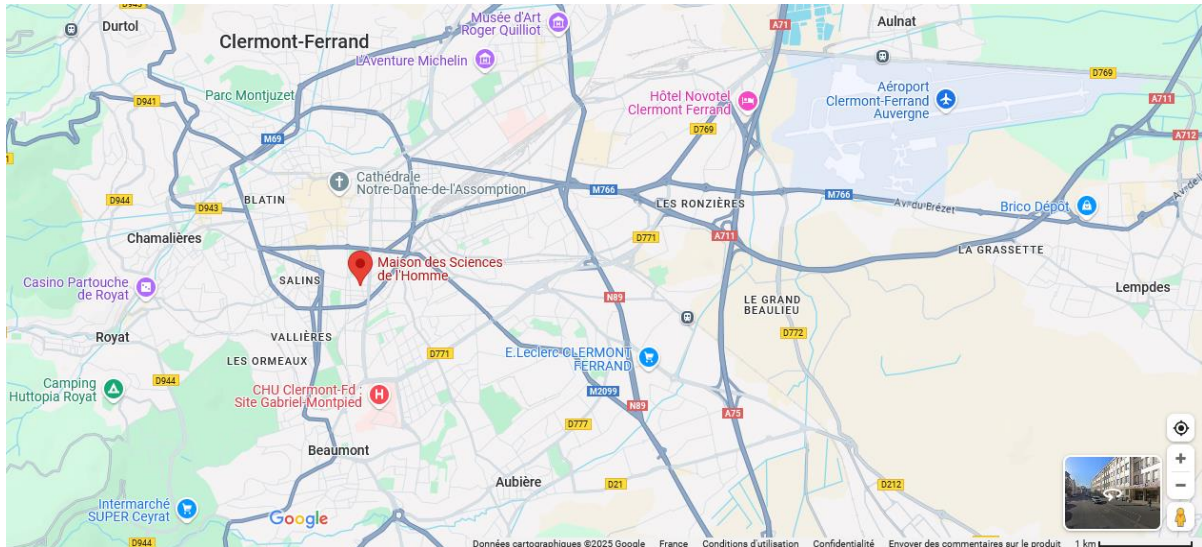 D943
Durtol
Clermont-Ferrand
Musée d'Art
Roger Quilliot
L'Aventure Michelin
A71
Aulnat
D769
Parc Montjuzet
D941
Hôtel Novotel
Clermont Ferrand
Aéroport
Clermont-Ferrand
Auvergne
A711
M69
D769
A712
Cathédrale
Notre-Dame-de-l'Assomption
M766
M766
D944
BLATIN
D943
LES RONZIÈRES
Av. du Brézet
Brico Dépôt
Chamalières
D771
A711
LA GRASSETTE
Maison des Sciences
de l'Homme
SALINS
Casino Partouche
de Royat
N89
LE GRAND
BEAULIEU
Lempdes
Royat
VALLIÈRES
D772
D771
LES ORMEAUX
E.Leclerc CLERMONT
FERRAND
D944
Camping
Huttopia Royat
CHU Clermont-Fd :
Site Gabriel-Montpied
M2099
N89
A75
D777
Beaumont
Aubière
D21
D212
Intermarché
SUPER Ceyrat
Google
D944
Données cartographiques ©2025 Google France Conditions d'utilisation Confidentialité Envoyer des commentaires sur le produit 1 km